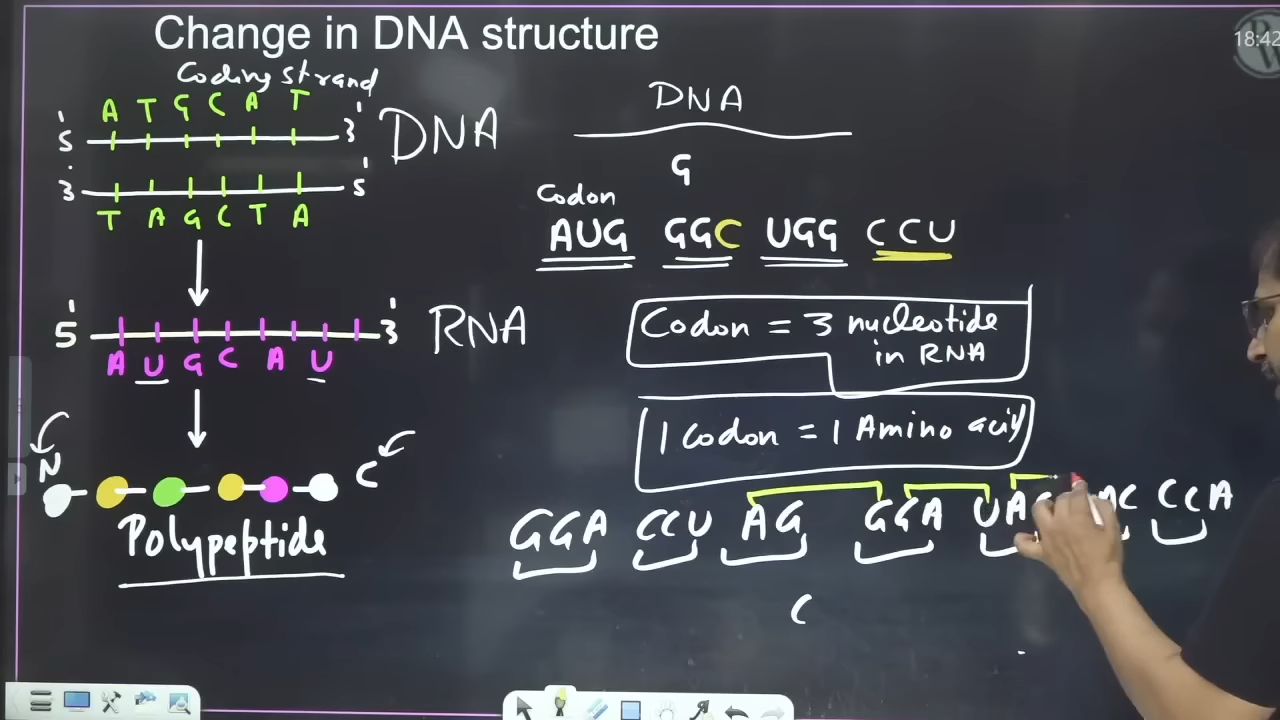 Change in DNA structure
18:42
Coding strand
A T G C A T
5' 3' DNA
3' 5'
T A G C T A
5' 3' RNA
A U G C A U
N C
Polypeptide
DNA
G
Codon
AUG GGC UGG CCU
Codon = 3 nucleotide
in RNA
1 Codon = 1 Amino acid
GGA CCU AG GGA UA AC CCA
C